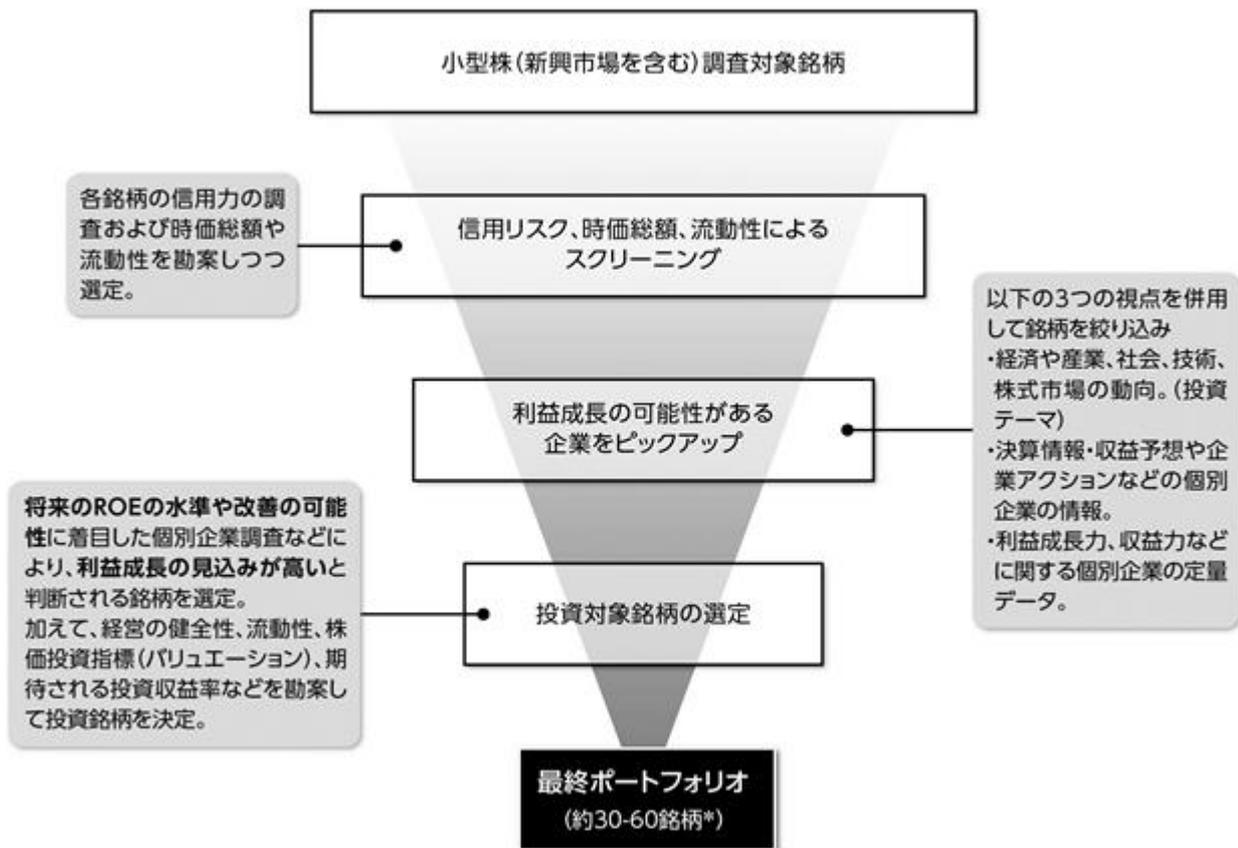 小型株（新興市場を含む）調査対象銘柄
各銘柄の信用力の調
査および時価総額や
流動性を勘案しつつ
選定。
信用リスク、時価総額、流動性による
スクリーニング
以下の3つの視点を併用
して銘柄を絞り込み
・経済や産業、社会、技術、
株式市場の動向。（投資
テーマ）
・決算情報・収益予想や企
業アクションなどの個別
企業の情報。
・利益成長力、収益力など
に関する個別企業の定量
データ。
利益成長の可能性がある
企業をピックアップ
将来のROEの水準や改善の可能
性に着目した個別企業調査などに
より、利益成長の見込みが高いと
判断される銘柄を選定。
加えて、経営の健全性、流動性、株
価投資指標（バリュエーション）、期
待される投資収益率などを勘案し
て投資銘柄を決定。
投資対象銘柄の選定
最終ポートフォリオ
（約30-60銘柄*）